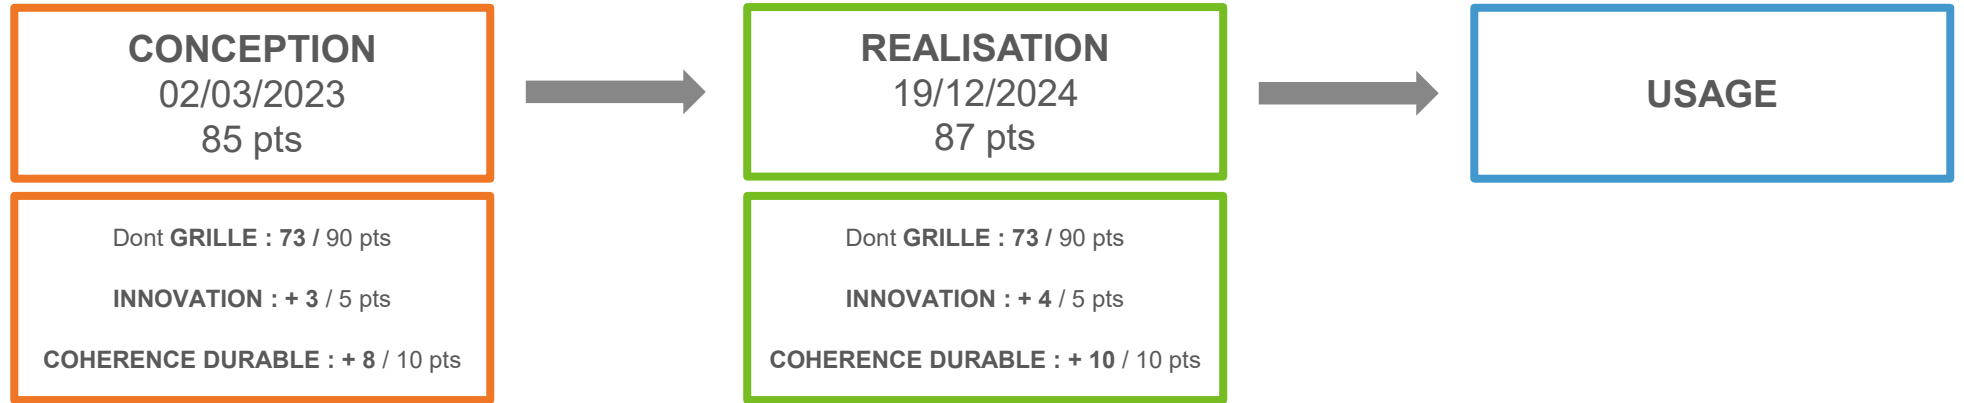 CONCEPTION
02/03/2023
85 pts
Dont GRILLE : 73 / 90 pts
INNOVATION : + 3 / 5 pts
COHERENCE DURABLE : + 8 / 10 pts
REALISATION
19/12/2024
87 pts
Dont GRILLE : 73 / 90 pts
INNOVATION : + 4 / 5 pts
COHERENCE DURABLE : + 10 / 10 pts
USAGE